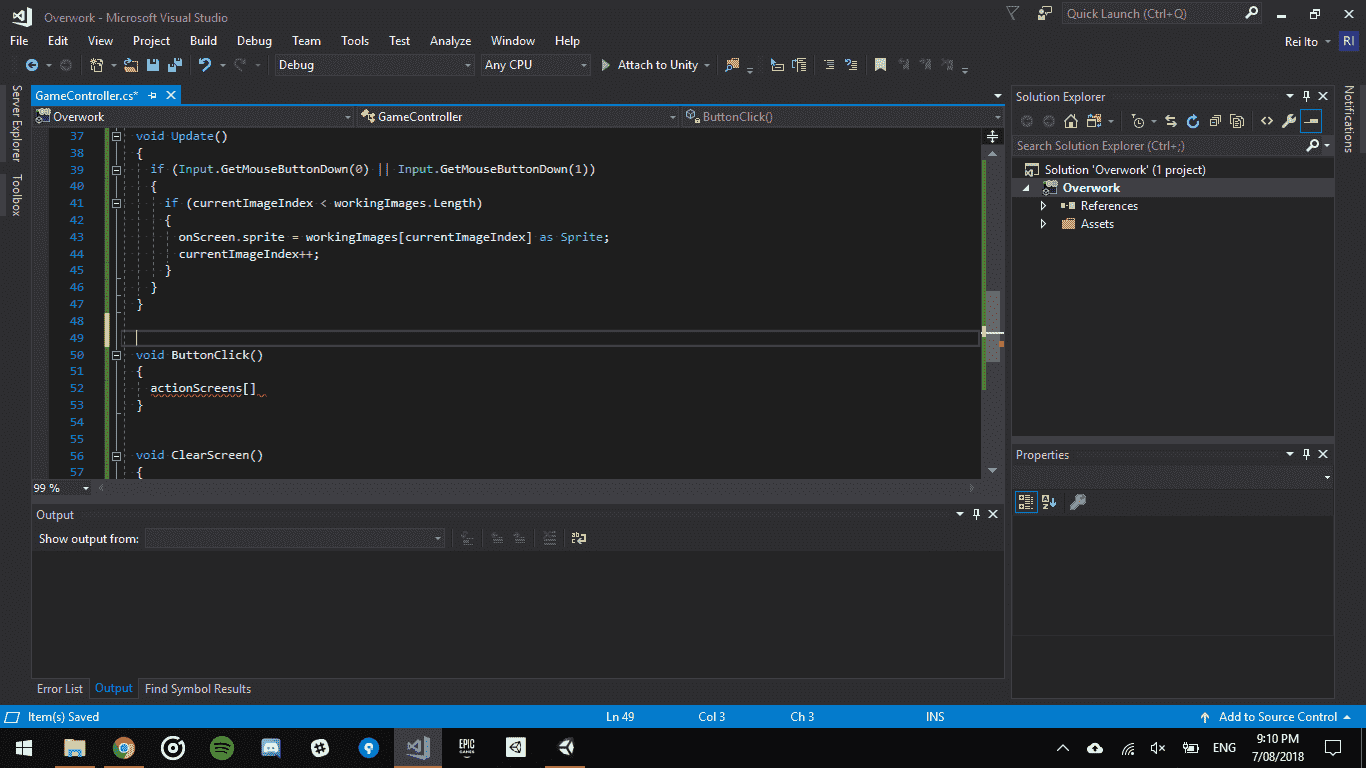 Overwork - Microsoft Visual Studio
Quick Launch (Ctrl+Q)
File Edit View Project Build Debug Team Tools Test Analyze Window Help
Rei Ito RI
Debug Any CPU Attach to Unity
Server Explorer
Toolbox
GameController.cs*
Overwork GameController ButtonClick()
37 void Update()
38 {
39 if (Input.GetMouseButtonDown(0) || Input.GetMouseButtonDown(1))
40 {
41 if (currentImageIndex < workingImages.Length)
42 {
43 onScreen.sprite = workingImages[currentImageIndex] as Sprite;
44 currentImageIndex++;
45 }
46 }
47 }
48
49
50 void ButtonClick()
51 {
52 actionScreens[]
53 }
54
55
56 void ClearScreen()
57 {
99 %
Output
Show output from:
Error List Output Find Symbol Results
Solution Explorer
Search Solution Explorer (Ctrl+;)
Solution 'Overwork' (1 project)
Overwork
References
Assets
Properties
Notifications
Item(s) Saved Ln 49 Col 3 Ch 3 INS Add to Source Control
EPIC GAMES
ENG
9:10 PM
7/08/2018